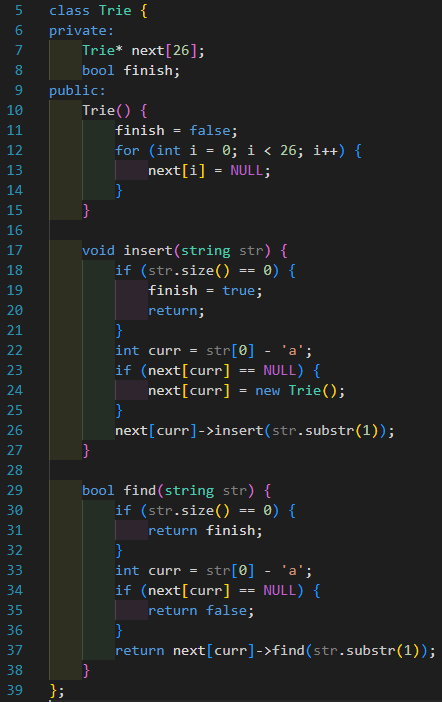 5 class Trie {
6 private:
7     Trie* next[26];
8     bool finish;
9 public:
10     Trie() {
11         finish = false;
12         for (int i = 0; i < 26; i++) {
13             next[i] = NULL;
14         }
15     }
16
17     void insert(string str) {
18         if (str.size() == 0) {
19             finish = true;
20             return;
21         }
22         int curr = str[0] - 'a';
23         if (next[curr] == NULL) {
24             next[curr] = new Trie();
25         }
26         next[curr]->insert(str.substr(1));
27     }
28
29     bool find(string str) {
30         if (str.size() == 0) {
31             return finish;
32         }
33         int curr = str[0] - 'a';
34         if (next[curr] == NULL) {
35             return false;
36         }
37         return next[curr]->find(str.substr(1));
38     }
39 };